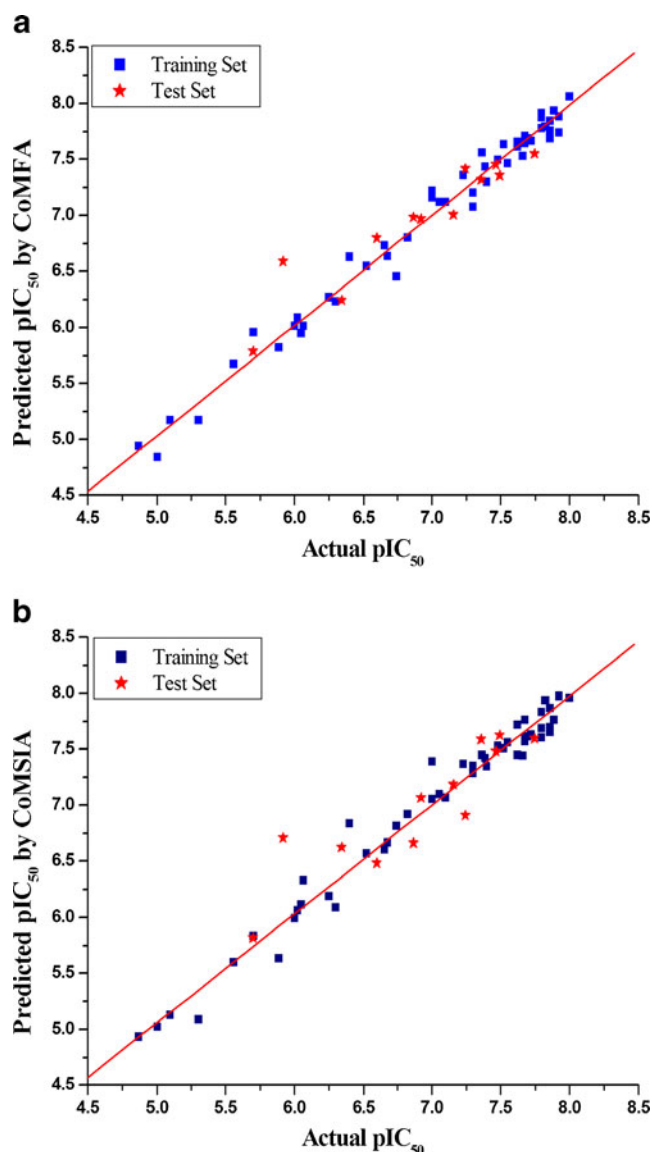 a
Training Set
Test Set
8.5
8.0
7.5
7.0
6.5
6.0
5.5
5.0
4.5
Predicted pIC50 by CoMFA
4.5 5.0 5.5 6.0 6.5 7.0 7.5 8.0 8.5
Actual pIC50
b
Training Set
Test Set
8.5
8.0
7.5
7.0
6.5
6.0
5.5
5.0
4.5
Predicted pIC50 by CoMSIA
4.5 5.0 5.5 6.0 6.5 7.0 7.5 8.0 8.5
Actual pIC50